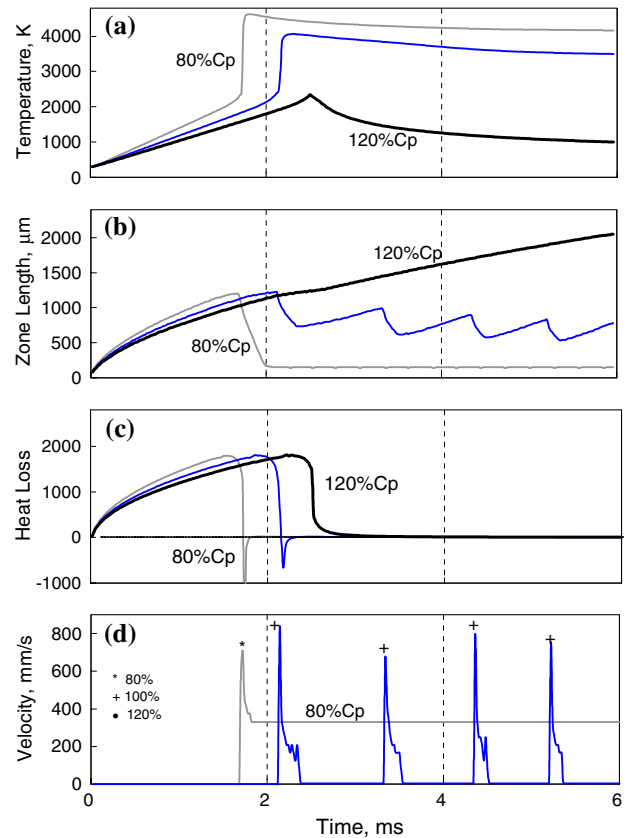 (a)
Temperature, K
4000
3000
2000
1000
0
80%Cp
120%Cp
(b)
Zone Length, μm
2000
1500
1000
500
0
120%Cp
80%Cp
(c)
Heat Loss
2000
1000
0
-1000
120%Cp
80%Cp
(d)
Velocity, mm/s
800
600
400
200
0
* 80%
+ 100%
• 120%
*
+
+
+
+
80%Cp
0 2 4 6
Time, ms